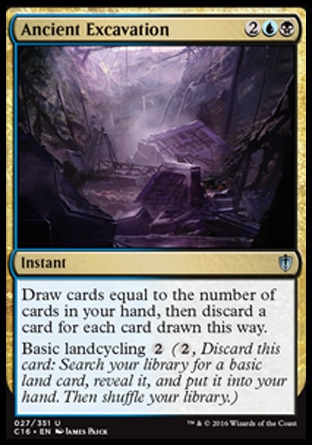 Ancient Excavation 2
Instant
Draw cards equal to the number of
cards in your hand, then discard a
card for each card drawn this way.
Basic landcycling 2 (2, Discard this
card: Search your library for a basic
land card, reveal it, and put it into your
hand. Then shuffle your library.)
027/351 U
C16 • EN James Paick
™ & © 2016 Wizards of the Coast